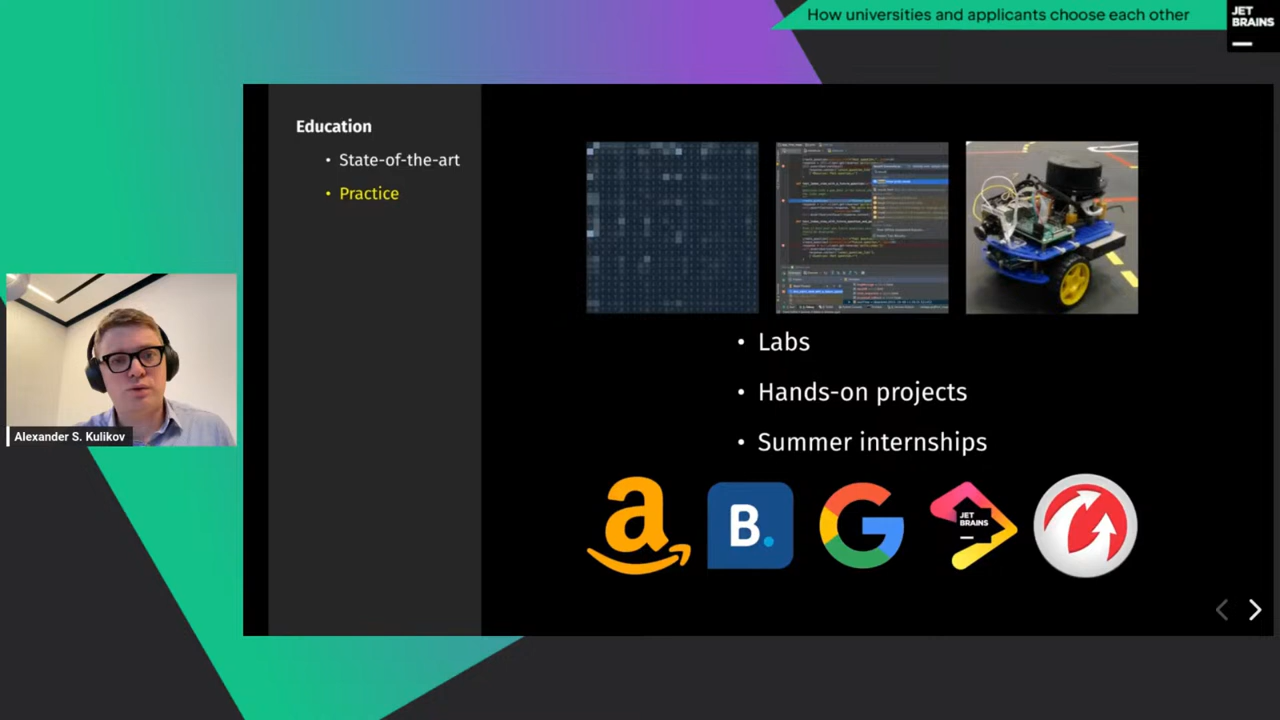 How universities and applicants choose each other
JET
BRAINS
Education
• State-of-the-art
• Practice
• Labs
• Hands-on projects
• Summer internships
a
B.
G
JET
BRAINS
Alexander S. Kulikov